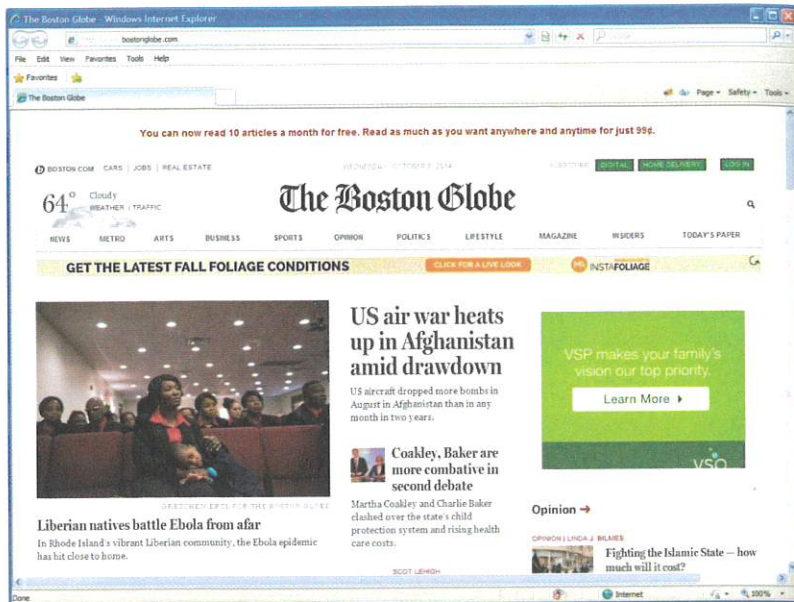 The Boston Globe - Windows Internet Explorer
bostonglobe.com
File Edit View Favorites Tools Help
Favorites
The Boston Globe
Page Safety Tools
You can now read 10 articles a month for free. Read as much as you want anywhere and anytime for just 99¢.
BOSTON.COM CARS | JOBS | REAL ESTATE
SUBSCRIBE DIGITAL HOME DELIVERY LOG IN
64° Cloudy
WEATHER | TRAFFIC
The Boston Globe
NEWS METRO ARTS BUSINESS SPORTS OPINION POLITICS LIFESTYLE MAGAZINE INSIDERS TODAY'S PAPER
GET THE LATEST FALL FOLIAGE CONDITIONS CLICK FOR A LIVE LOOK INSTAFOLIAGE
GRETCHEN ERTL FOR THE BOSTON GLOBE
Liberian natives battle Ebola from afar
In Rhode Island's vibrant Liberian community, the Ebola epidemic
has hit close to home.
US air war heats
up in Afghanistan
amid drawdown
US aircraft dropped more bombs in
August in Afghanistan than in any
month in two years.
Coakley, Baker are
more combative in
second debate
Martha Coakley and Charlie Baker
clashed over the state's child
protection system and rising health
care costs.
SCOT LEHIGH
VSP makes your family's
vision our top priority.
Learn More
vsp
Opinion
OPINION | LINDA J. BILMES
Fighting the Islamic State — how
much will it cost?
Done
Internet
100%